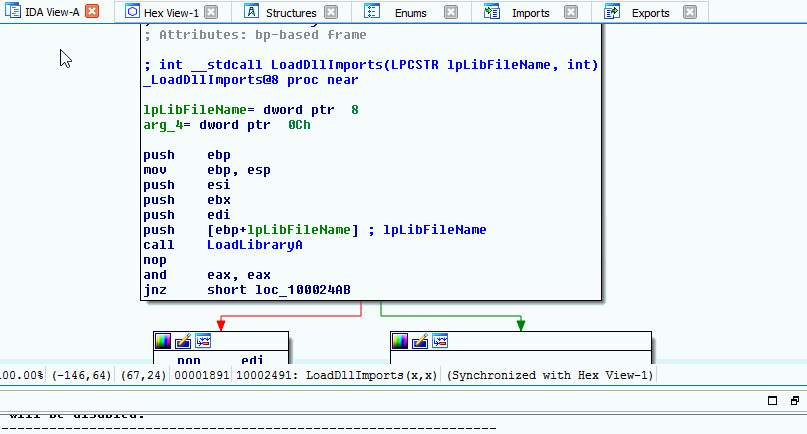 IDA View-A Hex View-1 Structures Enums Imports Exports
; Attributes: bp-based frame
; int __stdcall LoadDllImports(LPCSTR lpLibFileName, int)
_LoadDllImports@8 proc near
lpLibFileName= dword ptr  8
arg_4= dword ptr  0Ch
push    ebp
mov     ebp, esp
push    esi
push    ebx
push    edi
push    [ebp+lpLibFileName] ; lpLibFileName
call    LoadLibraryA
nop
and     eax, eax
jnz     short loc_100024AB
pop     edi
00.00% (-146,64) (67,24) 00001891 10002491: LoadDllImports(x,x) (Synchronized with Hex View-1)
will be disabled.